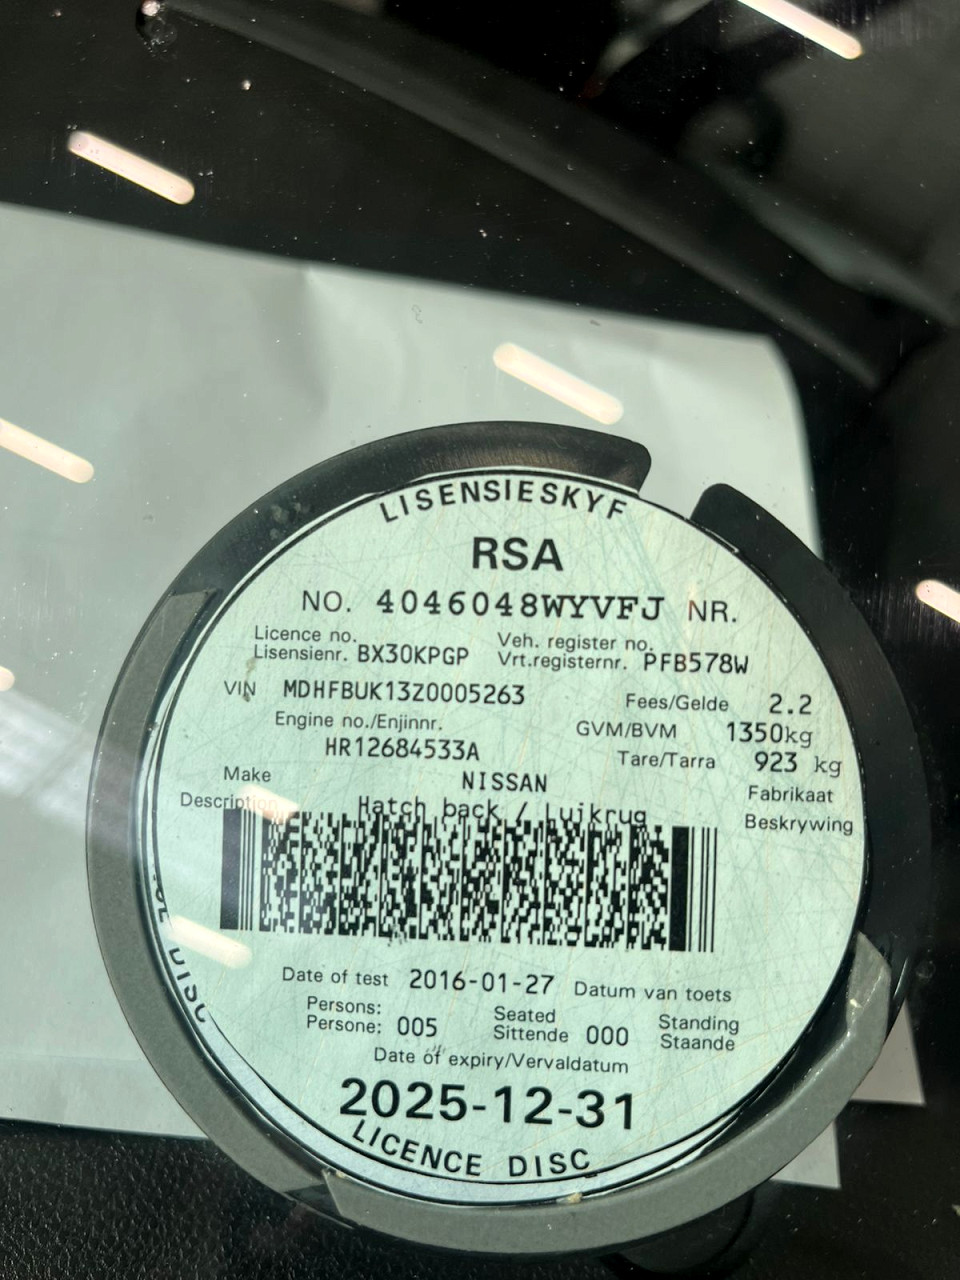 LISENSIESKYF
RSA
NO. 4046048WYVFJ NR.
Licence no. Veh. register no.
Lisensienr. BX30KPGP Vrt.registernr. PFB578W
VIN MDHFBUK13Z0005263 Fees/Gelde 2.2
Engine no./Enjinnr. GVM/BVM 1350kg
HR12684533A Tare/Tarra 923 kg
Make NISSAN Fabrikaat
Description Hatch back / Luikrug Beskrywing
Date of test 2016-01-27 Datum van toets
Persons: Seated Standing
Persone: 005 Sittende 000 Staande
Date of expiry/Vervaldatum
2025-12-31
LICENCE DISC
DISC